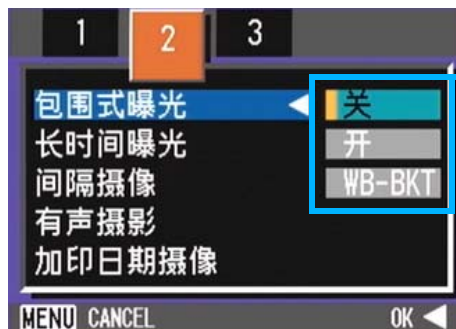 1 2 3
包围式曝光 关
长时间曝光 开
间隔摄像 WB-BKT
有声摄影
加印日期摄像
MENU CANCEL OK